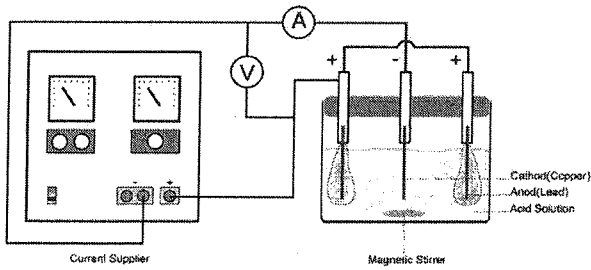 A
V
+ - +
- +
Cathod(Copper)
Anod(Lead)
Acid Solution
Current Supplier
Magnetic Stirrer